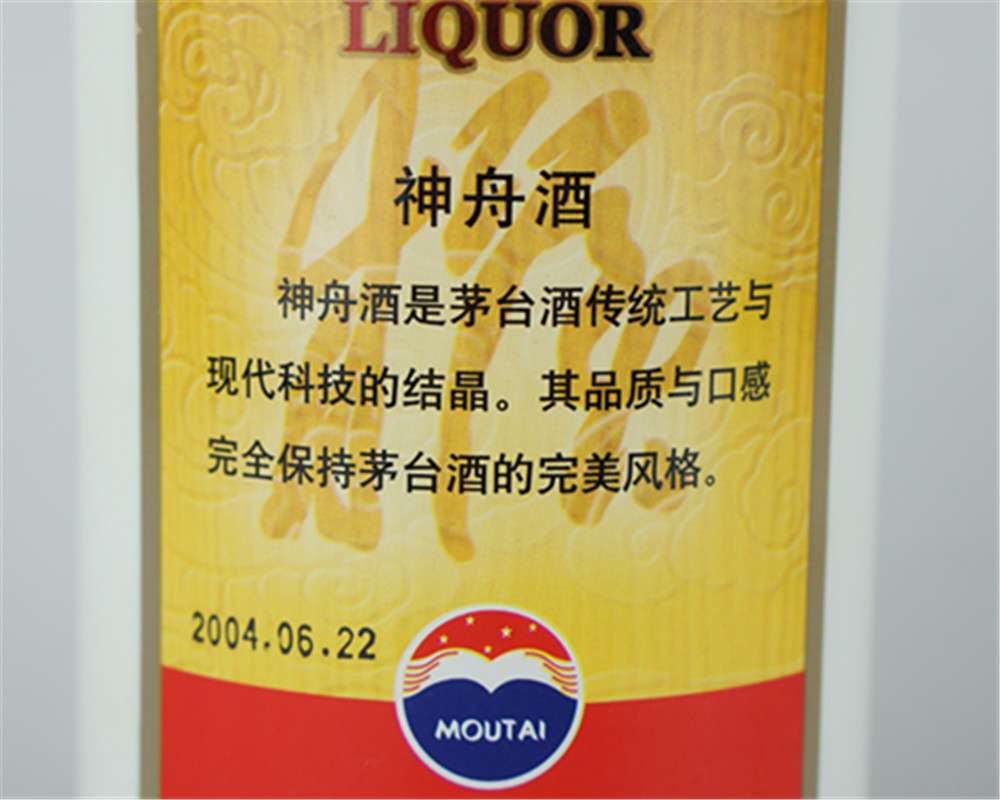 LIQUOR
神舟酒
神舟酒是茅台酒传统工艺与
现代科技的结晶。其品质与口感
完全保持茅台酒的完美风格。
2004.06.22
MOUTAI